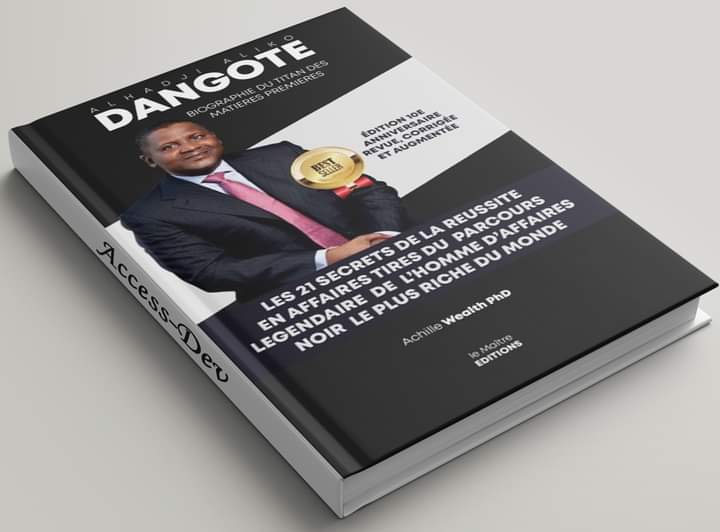 ALHADJI ALIKO
DANGOTE
BIOGRAPHIE DU TITAN DES
MATIERES PREMIERES
ÉDITION 10E
ANNIVERSAIRE
REVUE, CORRIGÉE
ET AUGMENTÉE
BEST
SELLER
LES 21 SECRETS DE LA REUSSITE
EN AFFAIRES TIRES DU PARCOURS
LEGENDAIRE DE L'HOMME D'AFFAIRES
NOIR LE PLUS RICHE DU MONDE
Achille Wealth PhD
le Maître
EDITIONS
Access-Dev